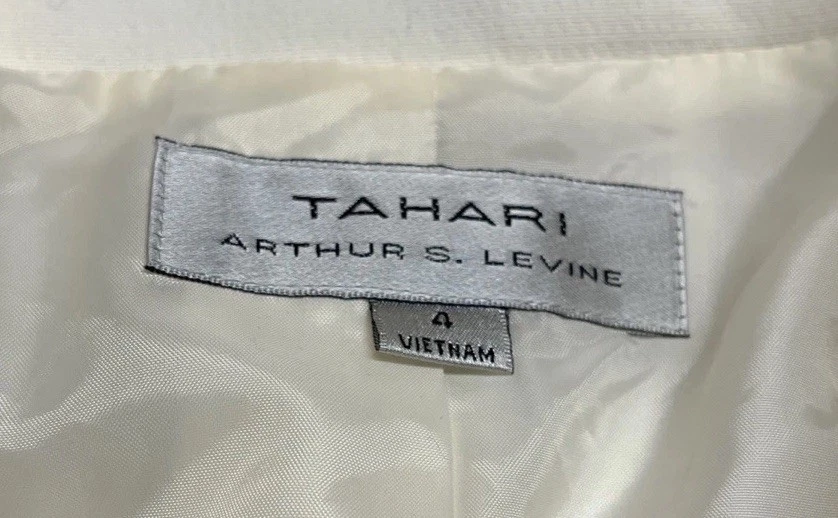 TAHARI
ARTHUR S. LEVINE
4
VIETNAM